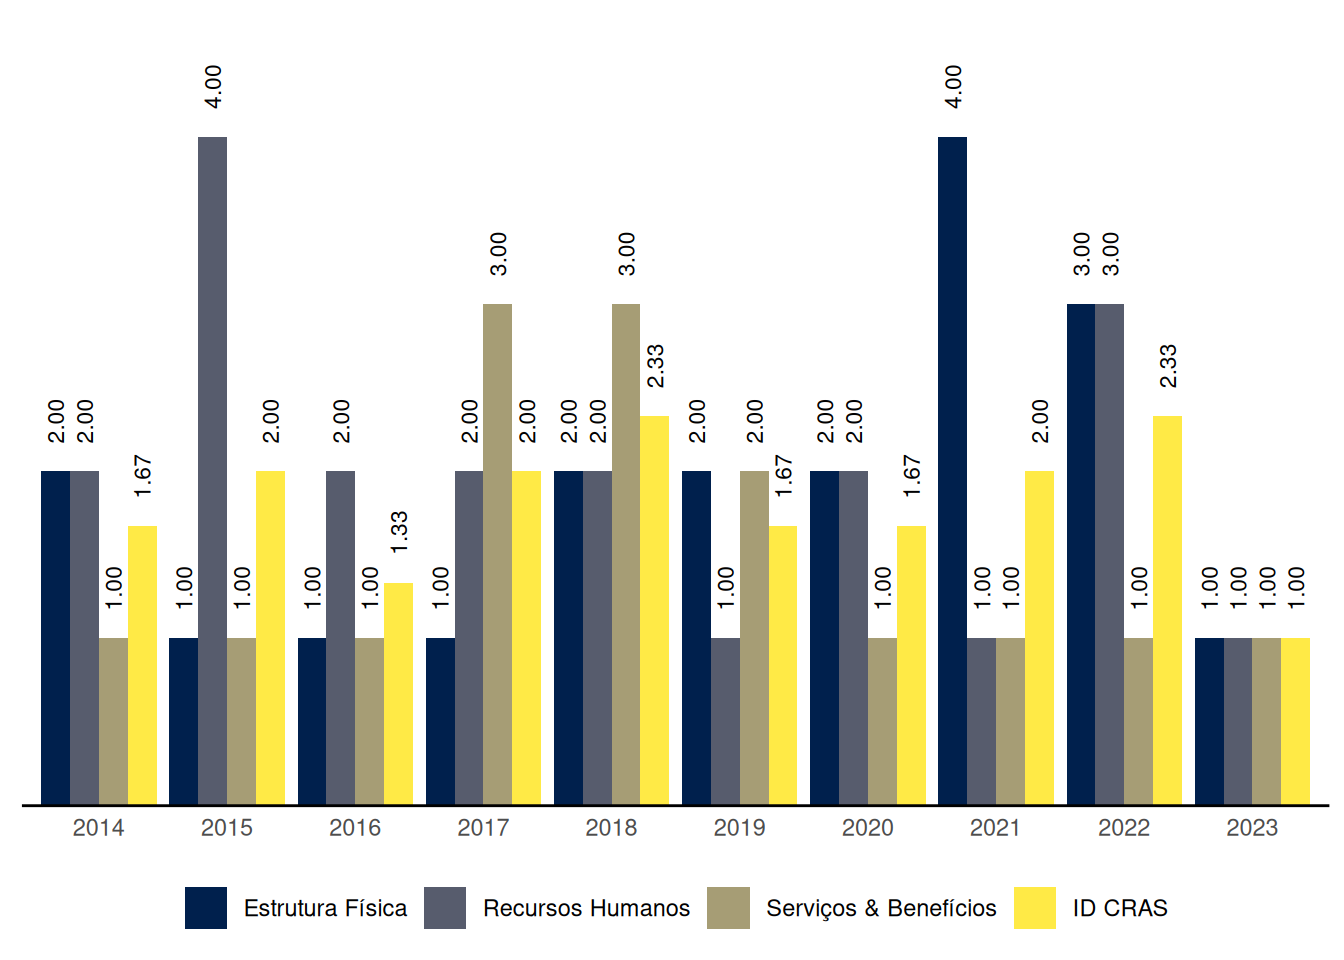 4.00 4.00
3.00 3.00 3.00 3.00
2.33 2.33
2.00 2.00 2.00 2.00 2.00 2.00 2.00 2.00 2.00 2.00 2.00 2.00
1.67 1.67 1.67
1.33
1.00 1.00 1.00 1.00 1.00 1.00 1.00 1.00 1.00 1.00 1.00 1.00 1.00 1.00 1.00
2014 2015 2016 2017 2018 2019 2020 2021 2022 2023
Estrutura Física Recursos Humanos Serviços & Benefícios ID CRAS